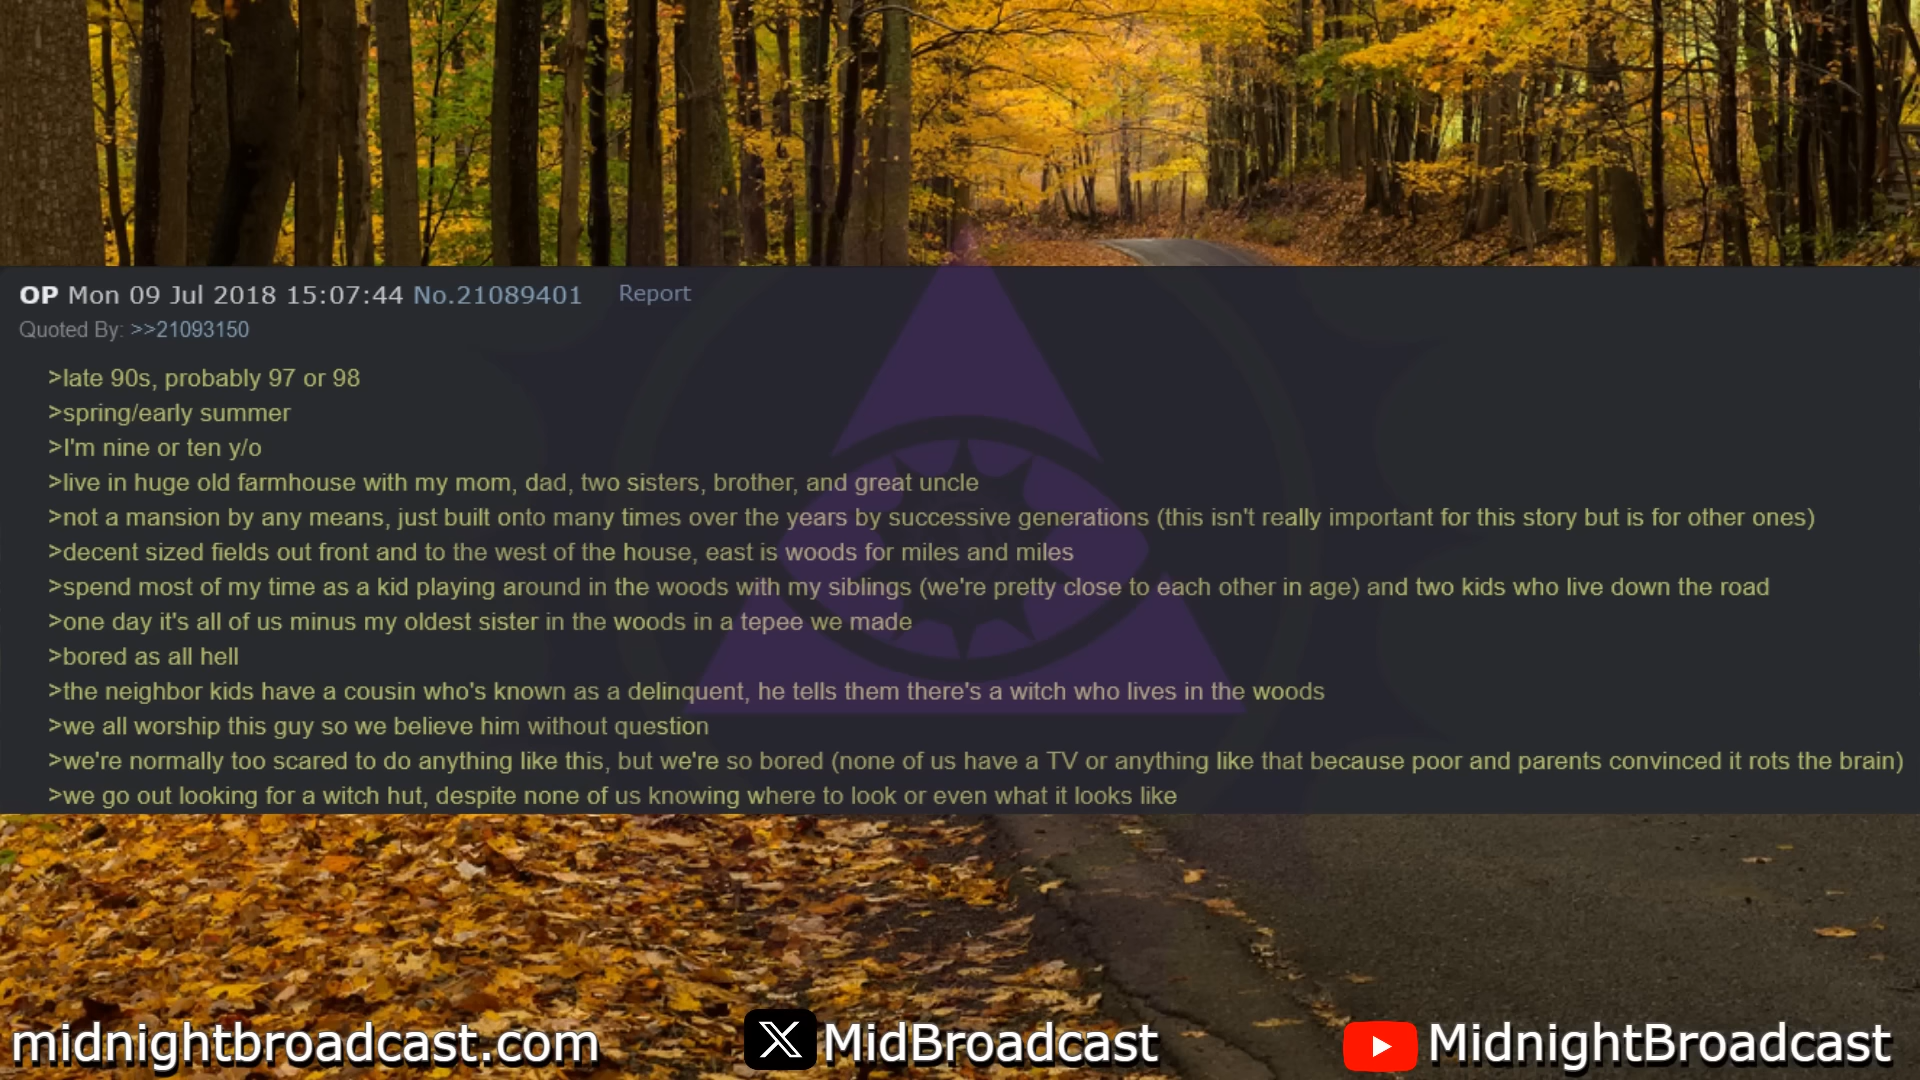 OP Mon 09 Jul 2018 15:07:44 No.21089401 Report
Quoted By: >>21093150
>late 90s, probably 97 or 98
>spring/early summer
>I'm nine or ten y/o
>live in huge old farmhouse with my mom, dad, two sisters, brother, and great uncle
>not a mansion by any means, just built onto many times over the years by successive generations (this isn't really important for this story but is for other ones)
>decent sized fields out front and to the west of the house, east is woods for miles and miles
>spend most of my time as a kid playing around in the woods with my siblings (we're pretty close to each other in age) and two kids who live down the road
>one day it's all of us minus my oldest sister in the woods in a tepee we made
>bored as all hell
>the neighbor kids have a cousin who's known as a delinquent, he tells them there's a witch who lives in the woods
>we all worship this guy so we believe him without question
>we're normally too scared to do anything like this, but we're so bored (none of us have a TV or anything like that because poor and parents convinced it rots the brain)
>we go out looking for a witch hut, despite none of us knowing where to look or even what it looks like
midnightbroadcast.com MidBroadcast MidnightBroadcast